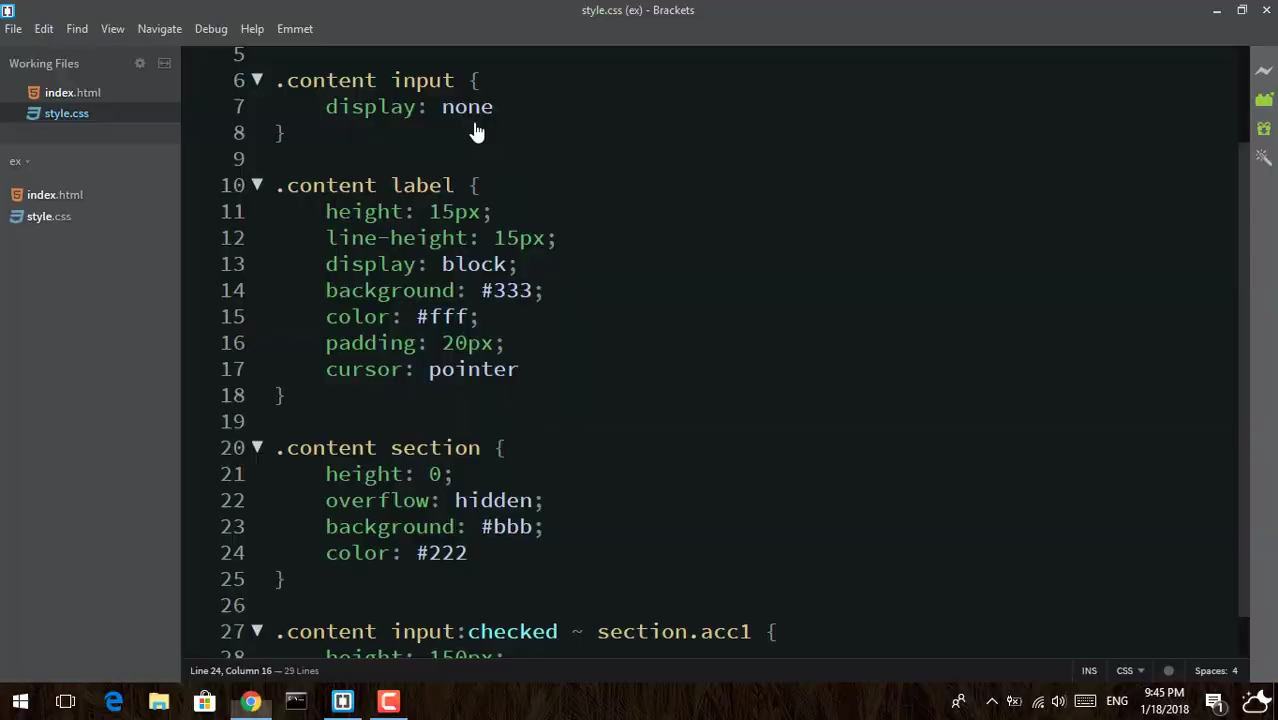 style.css (ex) - Brackets
File Edit Find View Navigate Debug Help Emmet
Working Files
index.html
style.css
ex
index.html
style.css
5
6 .content input {
7 display: none
8 }
9
10 .content label {
11 height: 15px;
12 line-height: 15px;
13 display: block;
14 background: #333;
15 color: #fff;
16 padding: 20px;
17 cursor: pointer
18 }
19
20 .content section {
21 height: 0;
22 overflow: hidden;
23 background: #bbb;
24 color: #222
25 }
26
27 .content input:checked ~ section.acc1 {
28 height: 150px;
Line 24, Column 16 — 29 Lines
INS CSS Spaces: 4
ENG
9:45 PM
1/18/2018
1